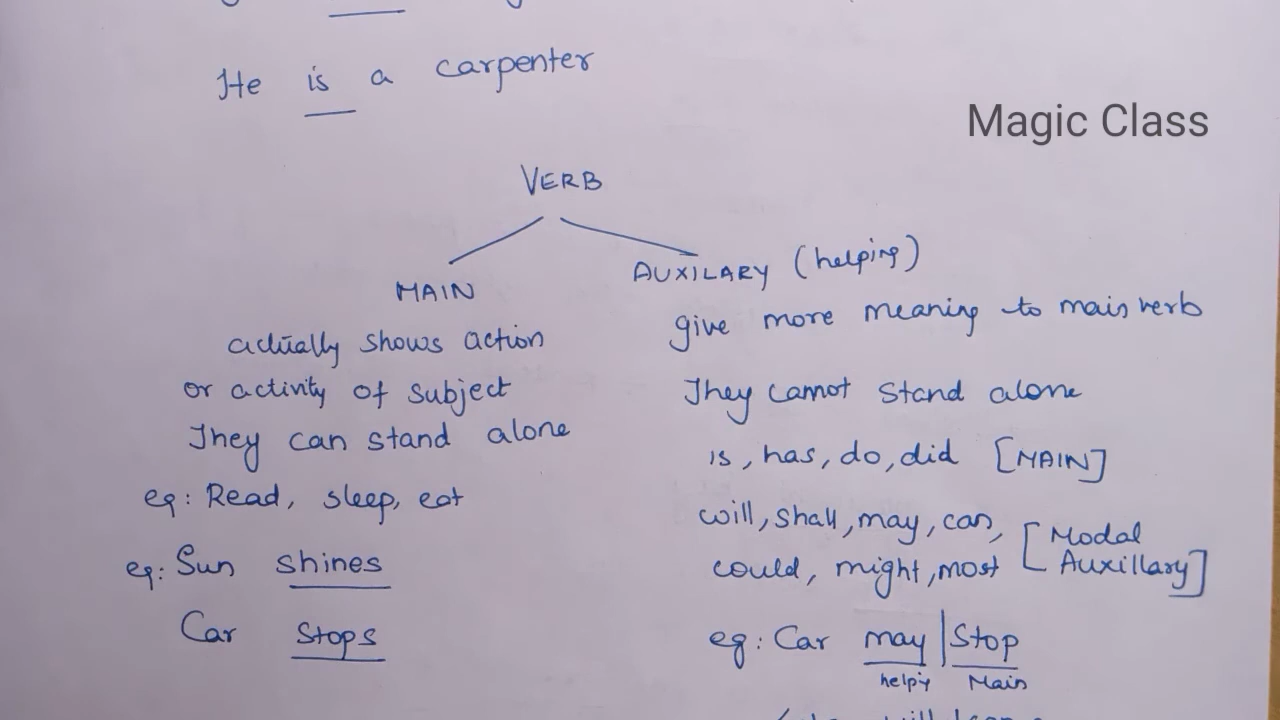 He is a carpenter
Magic Class
VERB
MAIN
actually shows action
or activity of subject
They can stand alone
eg: Read, sleep, eat
eg: Sun shines
Car stops
AUXILARY (helping)
give more meaning to main verb
They cannot stand alone
is, has, do, did [MAIN]
will, shall, may, can,
could, might, most [Modal Auxillary]
eg: Car may | Stop
helpig Main
will